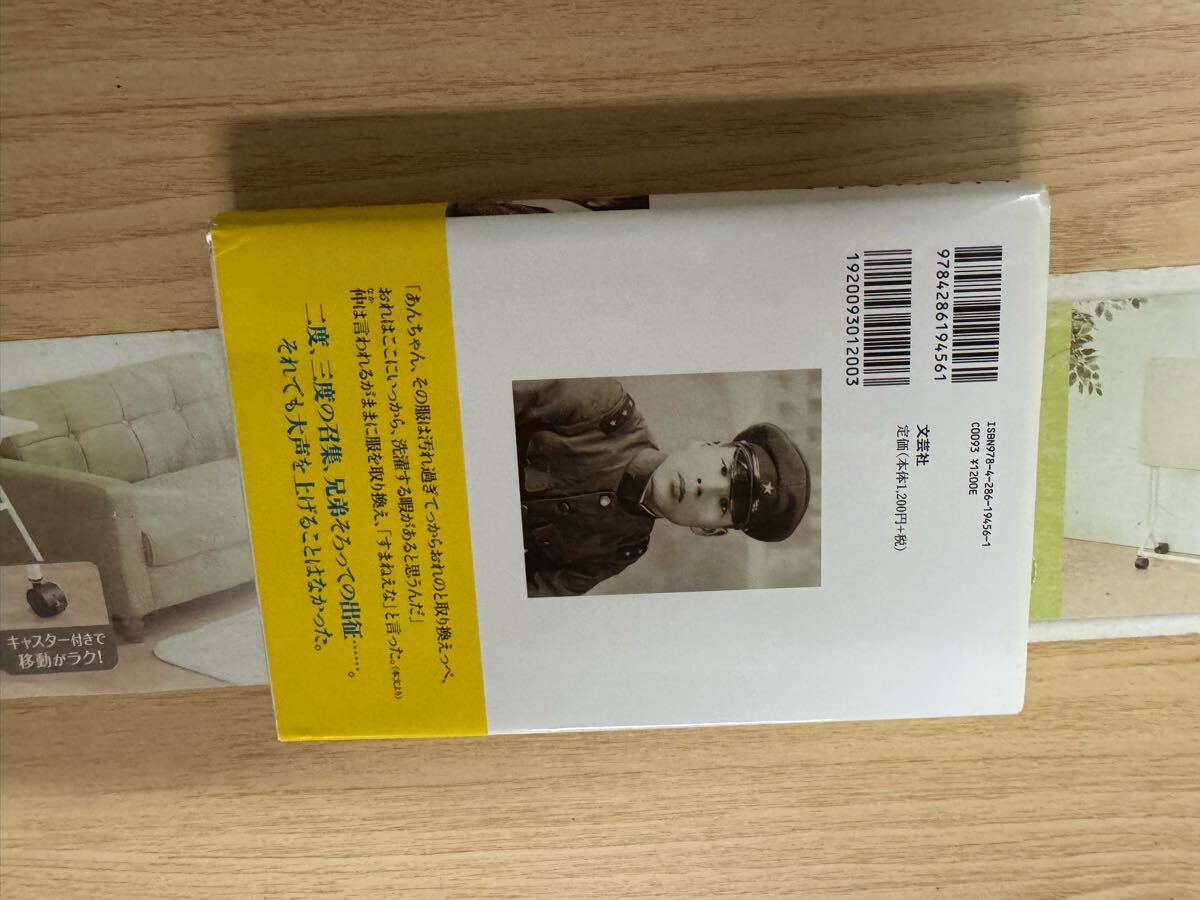 9784286194561
1920093012003
ISBN978-4-286-19456-1
C0093 ¥1200E
文芸社
定価(本体1,200円+税)
「あんちゃん、その服は汚れ過ぎてっからおれのと取り換えっぺ、
おれはここにいっから、洗濯する暇があると思うんだ」
仲は言われるがままに服を取り換え、「すまねえな」と言った。(本文より)
なか
二度、三度の召集、兄弟そろっての出征……。
それでも大声を上げることはなかった。
キャスター付きで
移動がラク!